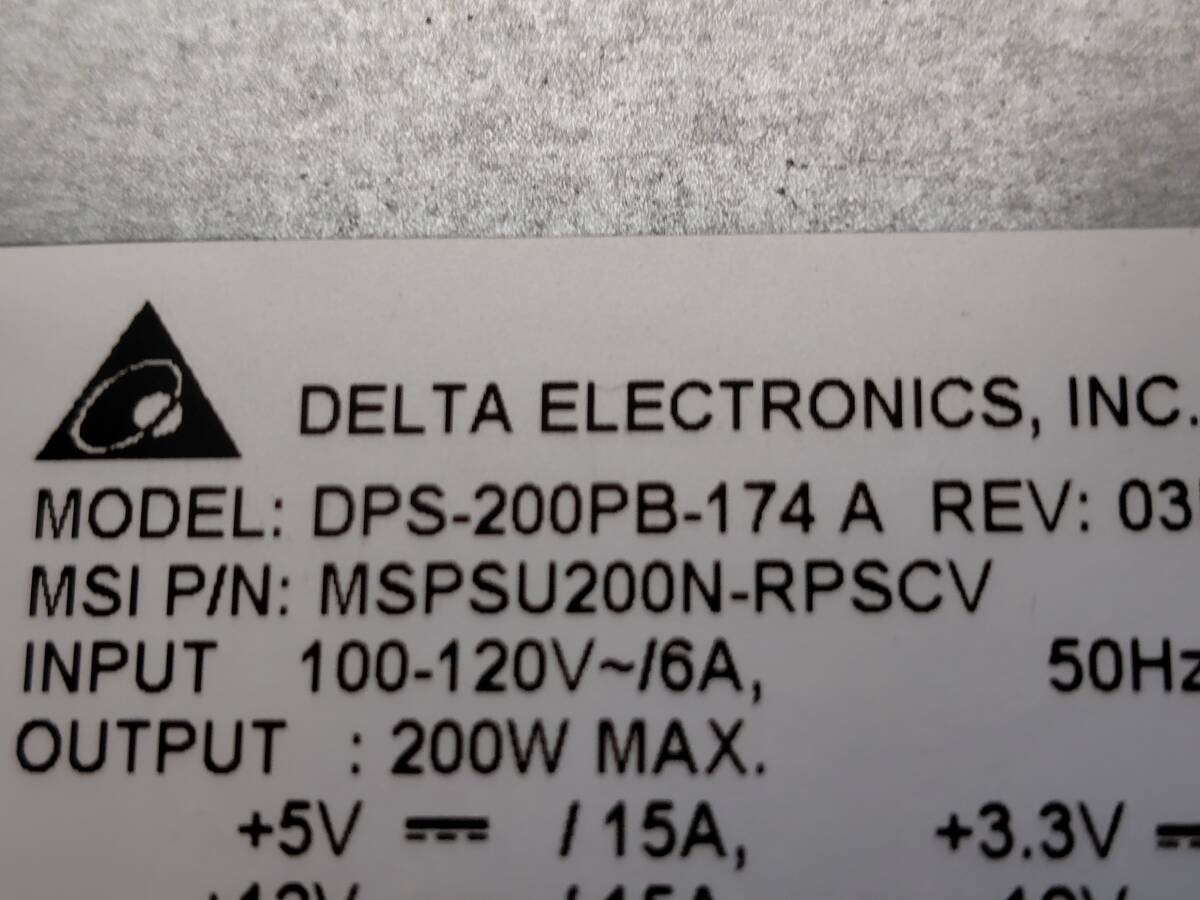 DELTA ELECTRONICS, INC.
MODEL: DPS-200PB-174 A REV: 03
MSI P/N: MSPSU200N-RPSCV
INPUT 100-120V~/6A, 50Hz
OUTPUT : 200W MAX.
+5V ⎓ / 15A, +3.3V ⎓